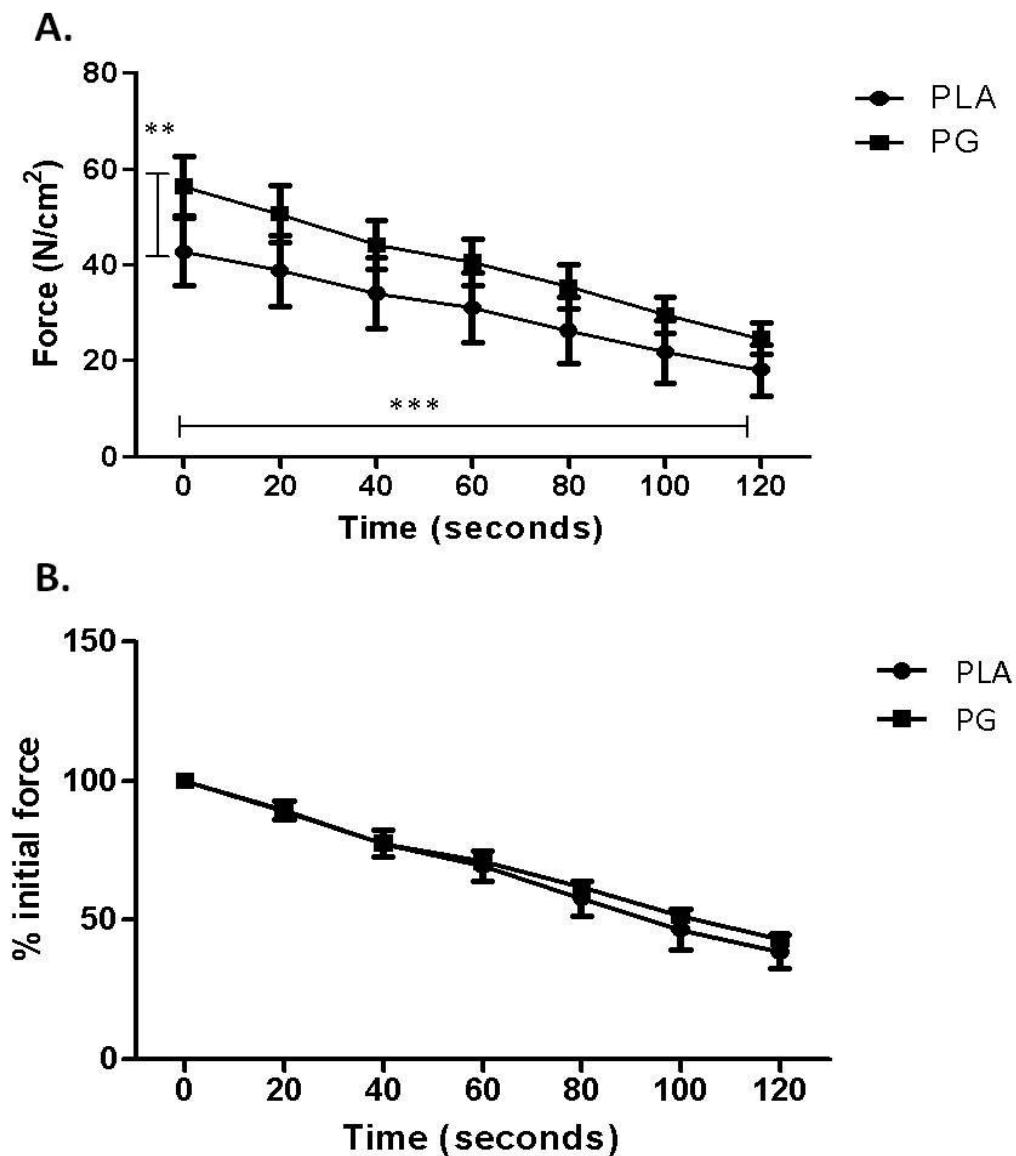 A.
80
60
40
20
0
Force (N/cm²)
**
***
0 20 40 60 80 100 120
Time (seconds)
PLA
PG
B.
150
100
50
0
% initial force
0 20 40 60 80 100 120
Time (seconds)
PLA
PG